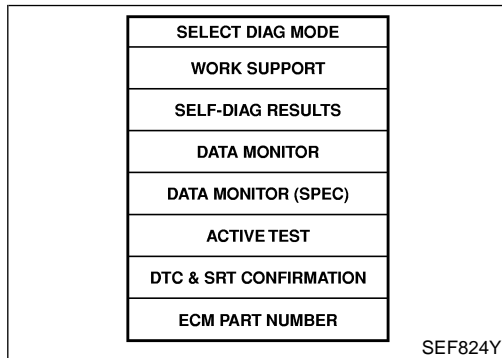 SELECT DIAG MODE
WORK SUPPORT
SELF-DIAG RESULTS
DATA MONITOR
DATA MONITOR (SPEC)
ACTIVE TEST
DTC & SRT CONFIRMATION
ECM PART NUMBER
SEF824Y